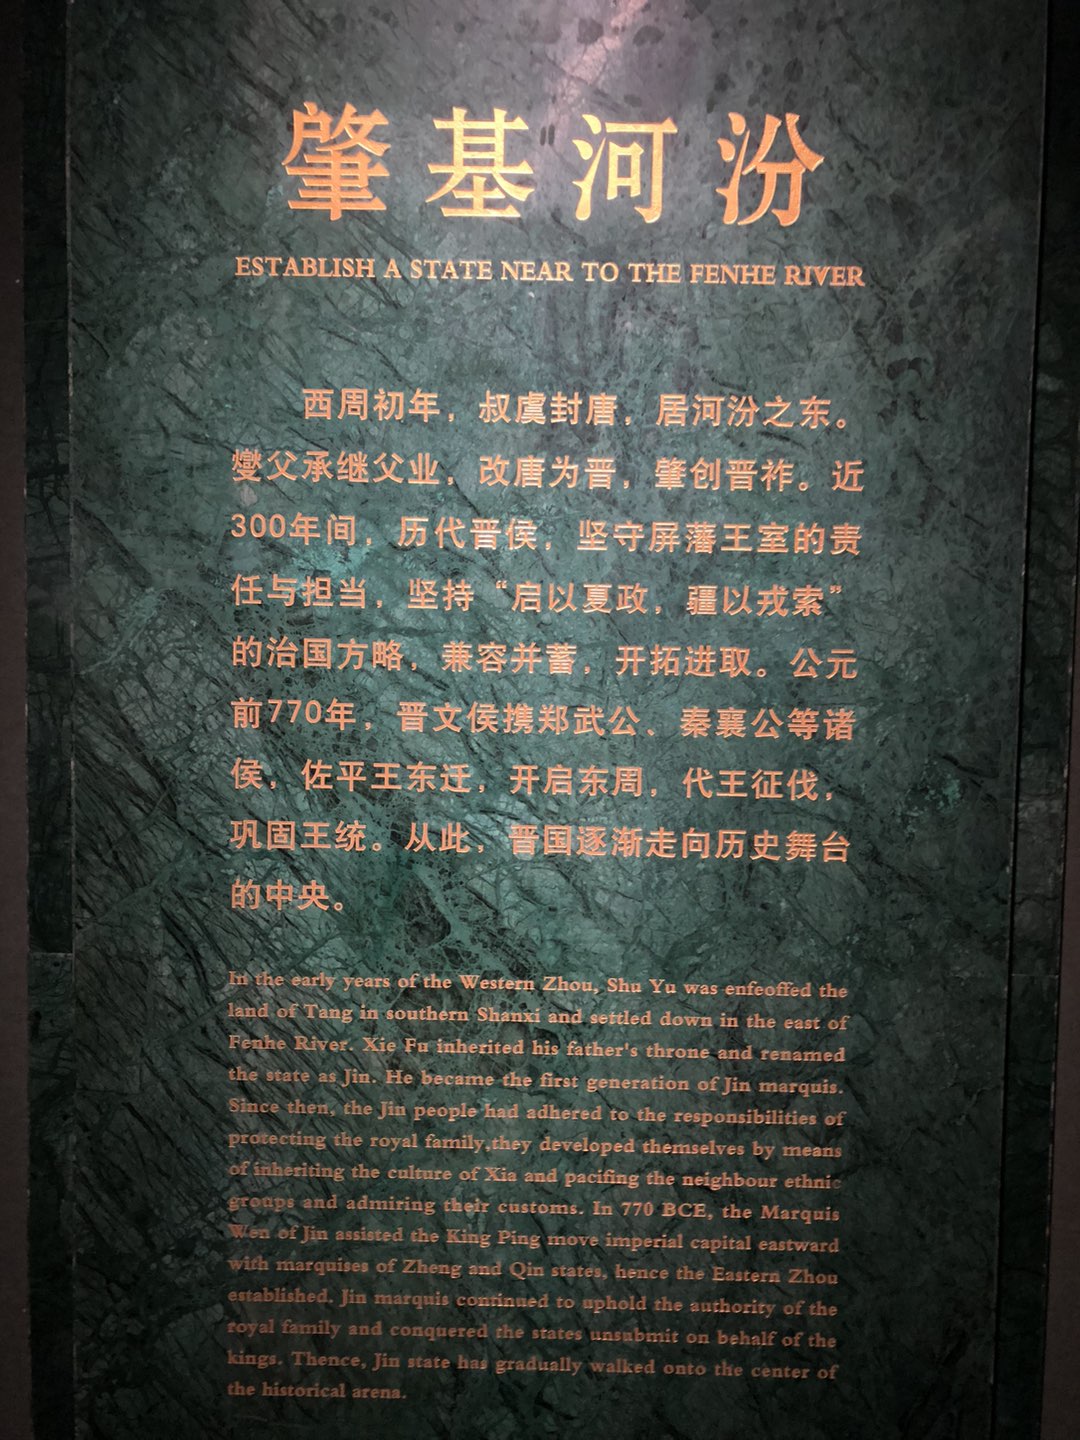 肇基河汾
ESTABLISH A STATE NEAR TO THE FENHE RIVER
西周初年，叔虞封唐，居河汾之东。
燮父承继父业，改唐为晋，肇创晋祚。近
300年间，历代晋侯，坚守屏藩王室的责
任与担当，坚持“启以夏政，疆以戎索”
的治国方略，兼容并蓄，开拓进取。公元
前770年，晋文侯携郑武公、秦襄公等诸
侯，佐平王东迁，开启东周，代王征伐，
巩固王统。从此，晋国逐渐走向历史舞台
的中央。
In the early years of the Western Zhou, Shu Yu was enfeoffed the
land of Tang in southern Shanxi and settled down in the east of
Fenhe River. Xie Fu inherited his father's throne and renamed
the state as Jin. He became the first generation of Jin marquis.
Since then, the Jin people had adhered to the responsibilities of
protecting the royal family,they developed themselves by means
of inheriting the culture of Xia and pacifing the neighbour ethnic
groups and admiring their customs. In 770 BCE, the Marquis
Wen of Jin assisted the King Ping move imperial capital eastward
with marquises of Zheng and Qin states, hence the Eastern Zhou
established. Jin marquis continued to uphold the authority of the
royal family and conquered the states unsubmit on behalf of the
kings. Thence, Jin state has gradually walked onto the center of
the historical arena.